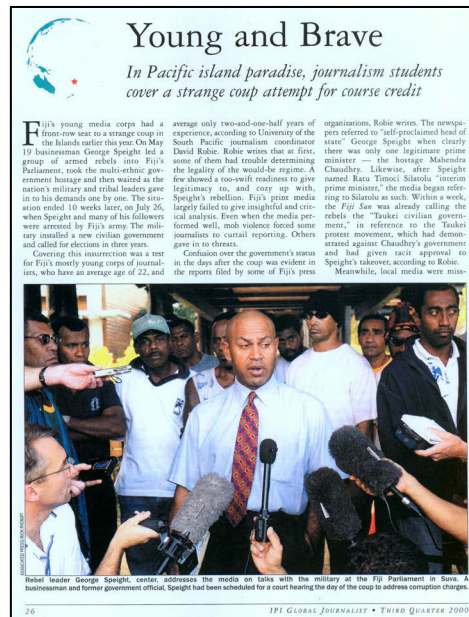 Young and Brave
In Pacific island paradise, journalism students
cover a strange coup attempt for course credit
Fiji's young media corps had a
front-row seat to a strange coup in
the Islands earlier this year. On May
19 businessman George Speight led a
group of armed rebels into Fiji's
Parliament, took the multi-ethnic gov-
ernment hostage and then waited as the
nation's military and tribal leaders gave
in to his demands one by one. The situ-
ation ended 10 weeks later, on July 26,
when Speight and many of his followers
were arrested by Fiji's army. The mili-
tary installed a new civilian government
and called for elections in three years.
Covering this insurrection was a test
for Fiji's mostly young corps of journal-
ists, who have an average age of 22, and
average only two-and-one-half years of
experience, according to University of the
South Pacific journalism coordinator
David Robie. Robie writes that at first,
some of them had trouble determining
the legality of the would-be regime. A
few showed a too-swift readiness to give
legitimacy to, and cozy up with,
Speight's rebellion. Fiji's print media
largely failed to give insightful and crit-
ical analysis. Even when the media per-
formed well, mob violence forced some
journalists to curtail reporting. Others
gave in to threats.
Confusion over the government's status
in the days after the coup was evident in
the reports filed by some of Fiji's press
organizations, Robie writes. The newspa-
pers referred to "self-proclaimed head of
state" George Speight when clearly
there was only one legitimate prime
minister — the hostage Mahendra
Chaudhry. Likewise, after Speight
named Ratu Timoci Silatolu "interim
prime minister," the media began refer-
ring to Silatolu as such. Within a week,
the Fiji Sun was already calling the
rebels the "Taukei civilian govern-
ment," in reference to the Taukei
protest movement, which had demon-
strated against Chaudhry's government
and had given tacit approval to
Speight's takeover, according to Robie.
Meanwhile, local media were miss-
ASSOCIATED PRESS/RICK RYCROFT
Rebel leader George Speight, center, addresses the media on talks with the military at the Fiji Parliament in Suva. A
businessman and former government official, Speight had been scheduled for a court hearing the day of the coup to address corruption charges.
26
IPI GLOBAL JOURNALIST • THIRD QUARTER 2000